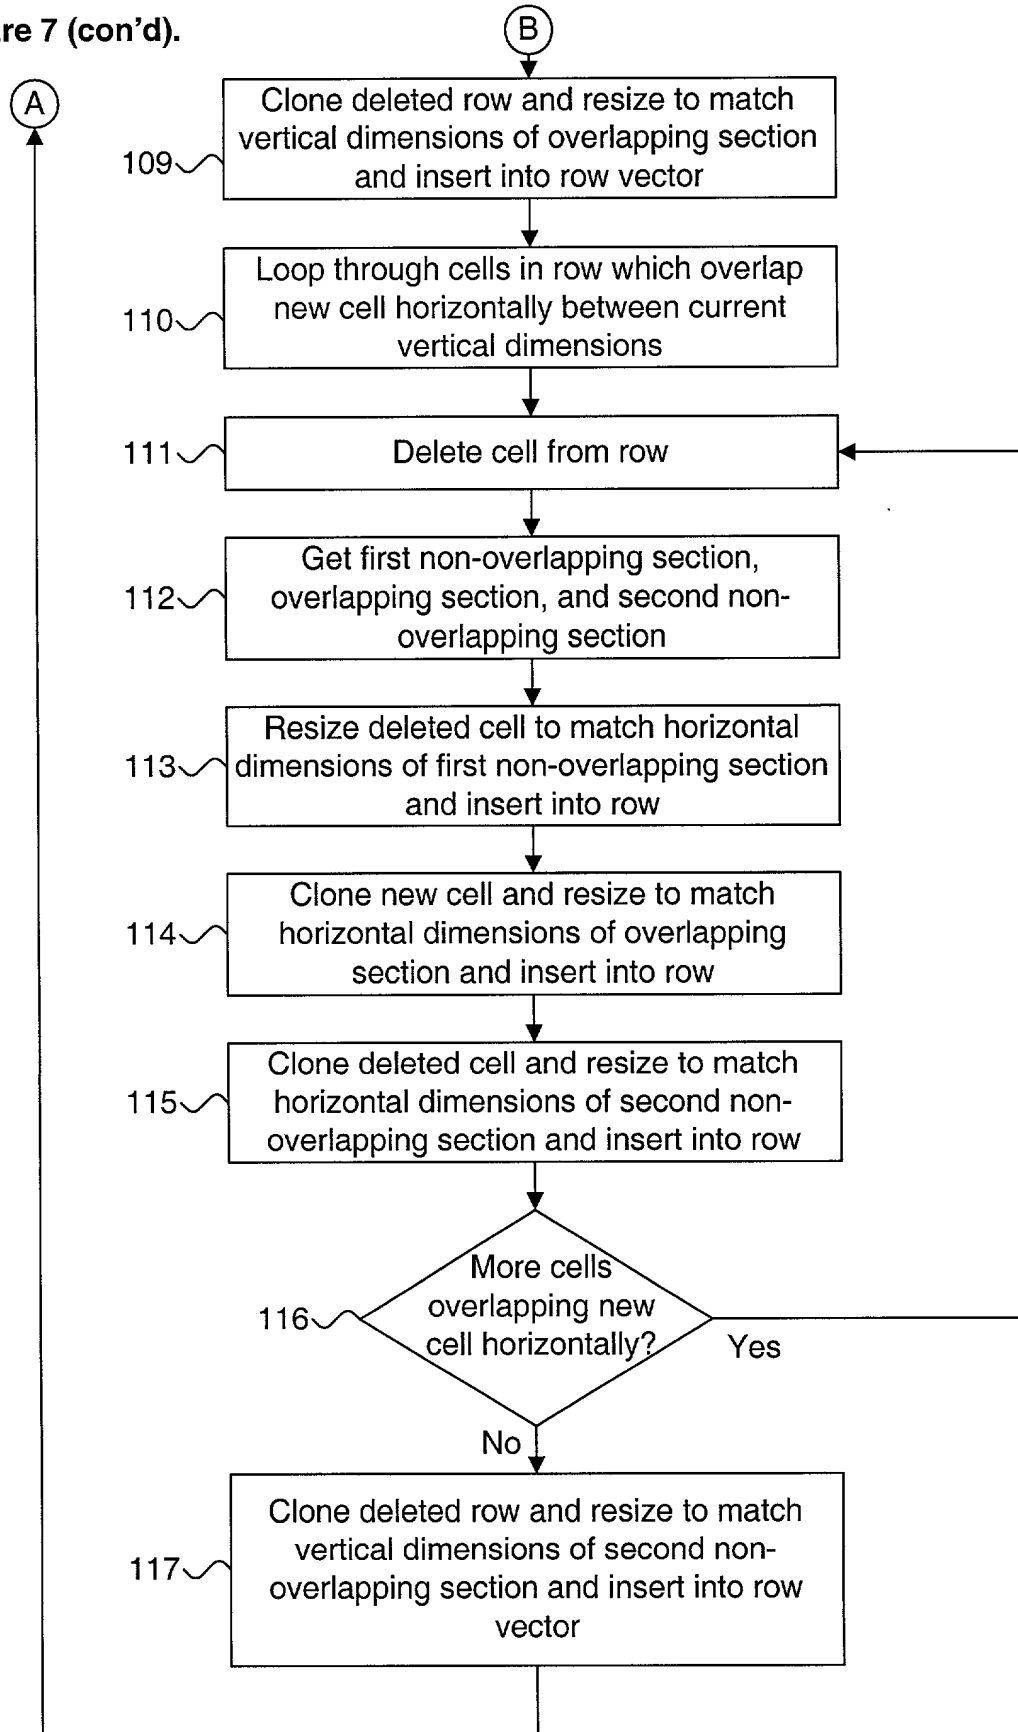 re 7 (con'd).
B
A
Clone deleted row and resize to match
vertical dimensions of overlapping section
and insert into row vector
109
Loop through cells in row which overlap
new cell horizontally between current
vertical dimensions
110
Delete cell from row
111
Get first non-overlapping section,
overlapping section, and second non-
overlapping section
112
Resize deleted cell to match horizontal
dimensions of first non-overlapping section
and insert into row
113
Clone new cell and resize to match
horizontal dimensions of overlapping
section and insert into row
114
Clone deleted cell and resize to match
horizontal dimensions of second non-
overlapping section and insert into row
115
More cells
overlapping new
cell horizontally?
116
Yes
No
Clone deleted row and resize to match
vertical dimensions of second non-
overlapping section and insert into row
vector
117